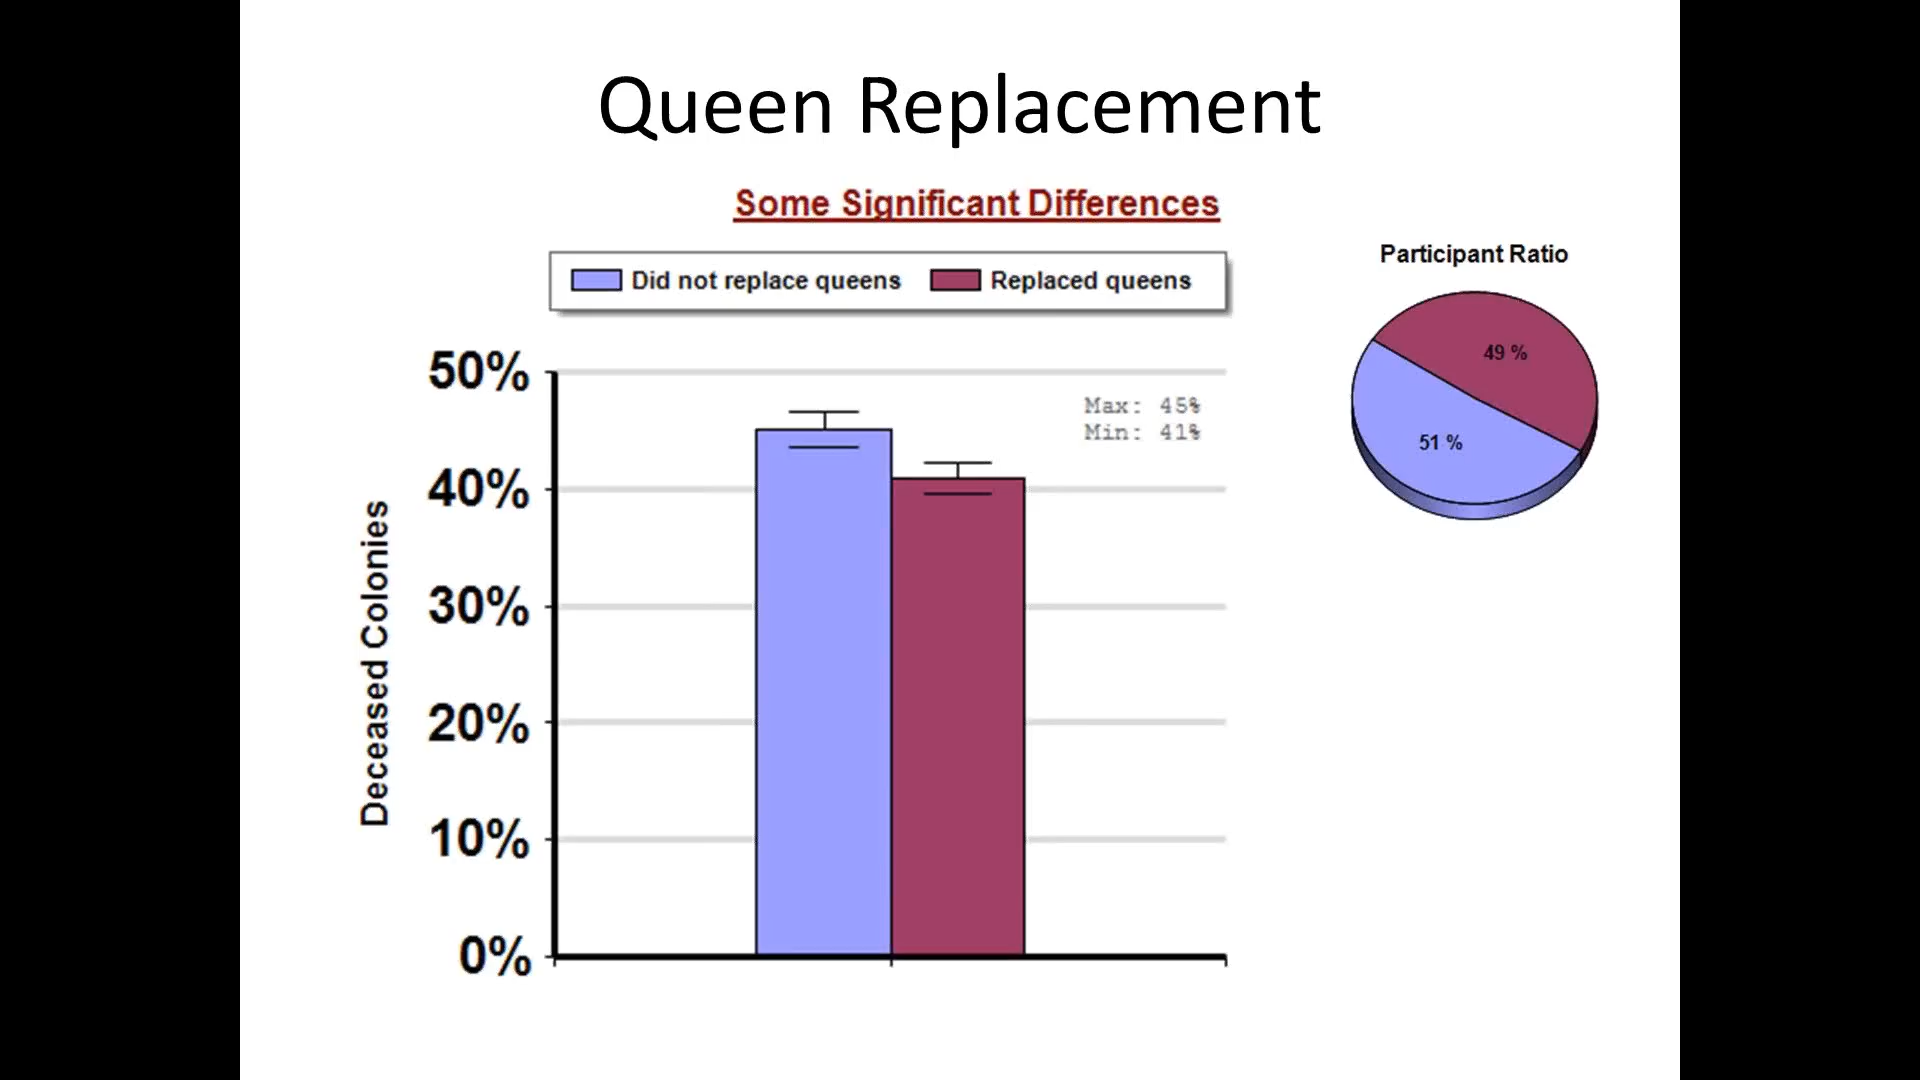 Queen Replacement
Some Significant Differences
Did not replace queens Replaced queens
Participant Ratio
49 %
51 %
Max: 45%
Min: 41%
Deceased Colonies
50%
40%
30%
20%
10%
0%